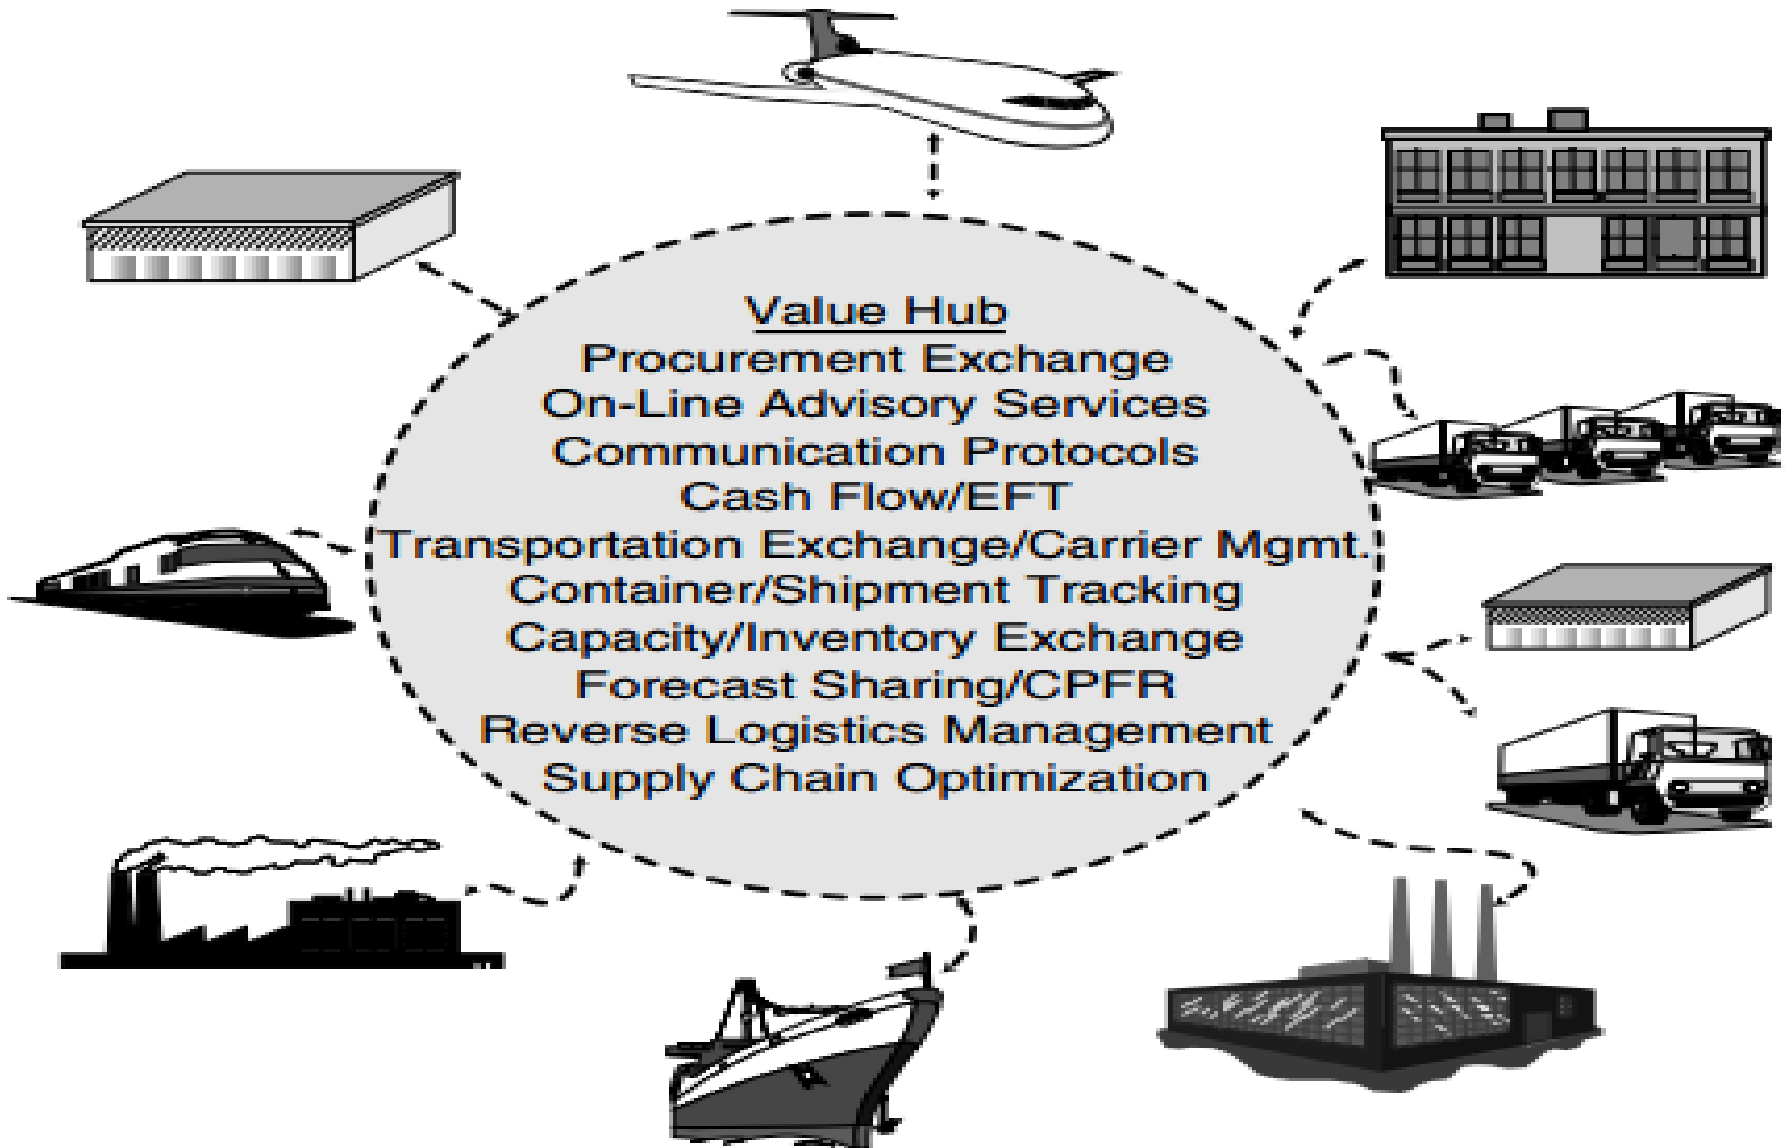 Value Hub
Procurement Exchange
On-Line Advisory Services
Communication Protocols
Cash Flow/EFT
Transportation Exchange/Carrier Mgmt.
Container/Shipment Tracking
Capacity/Inventory Exchange
Forecast Sharing/CPFR
Reverse Logistics Management
Supply Chain Optimization